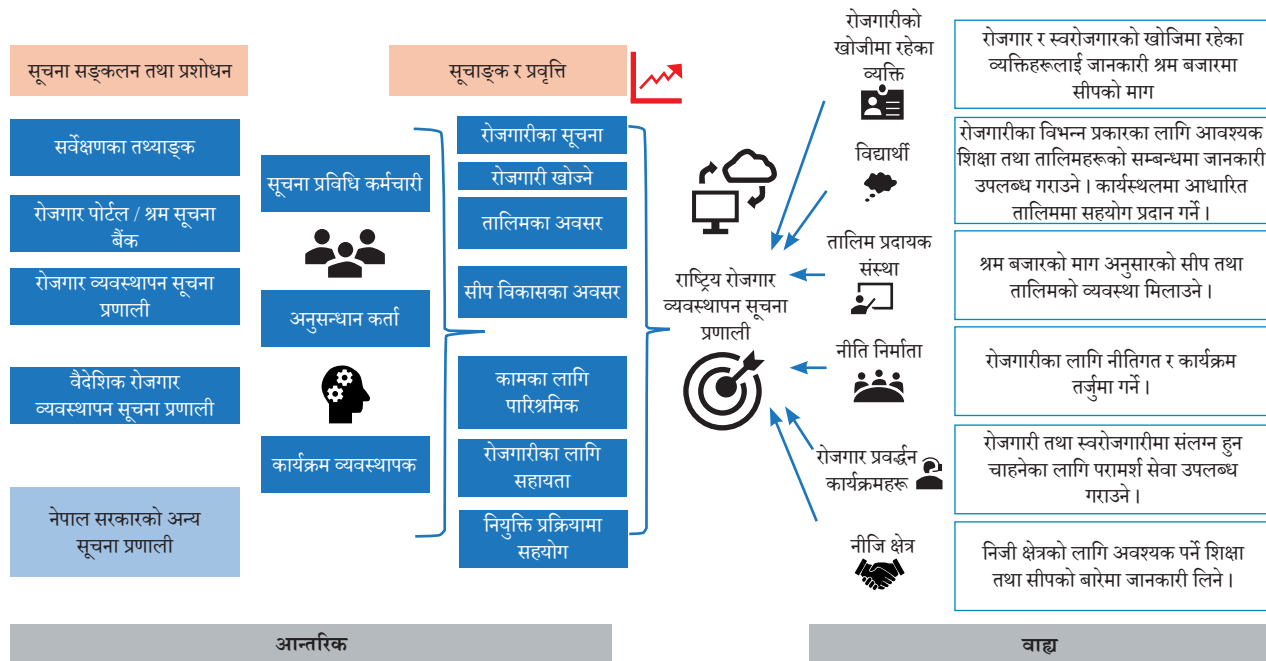 सूचना सङ्कलन तथा प्रशोधन
सर्वेक्षणका तथ्याङ्क
रोजगार पोर्टल / श्रम सूचना
बैंक
रोजगार व्यवस्थापन सूचना
प्रणाली
वैदेशिक रोजगार
व्यवस्थापन सूचना प्रणाली
नेपाल सरकारको अन्य
सूचना प्रणाली
सूचना प्रविधि कर्मचारी
अनुसन्धान कर्ता
कार्यक्रम व्यवस्थापक
सूचाङ्क र प्रवृत्ति
रोजगारीका सूचना
रोजगारी खोज्ने
तालिमका अवसर
सीप विकासका अवसर
कामका लागि
पारिश्रमिक
रोजगारीका लागि
सहायता
नियुक्ति प्रक्रियामा
सहयोग
राष्ट्रिय रोजगार
व्यवस्थापन सूचना
प्रणाली
रोजगारीको
खोजीमा रहेका
व्यक्ति
रोजगार र स्वरोजगारको खोजिमा रहेका
व्यक्तिहरूलाई जानकारी श्रम बजारमा
सीपको माग
विद्यार्थी
रोजगारीका विभन्न प्रकारका लागि आवश्यक
शिक्षा तथा तालिमहरूको सम्बन्धमा जानकारी
उपलब्ध गराउने । कार्यस्थलमा आधारित
तालिममा सहयोग प्रदान गर्ने ।
तालिम प्रदायक
संस्था
श्रम बजारको माग अनुसारको सीप तथा
तालिमको व्यवस्था मिलाउने ।
नीति निर्माता
रोजगारीका लागि नीतिगत र कार्यक्रम
तर्जुमा गर्ने ।
रोजगार प्रवर्द्धन
कार्यक्रमहरू
रोजगारी तथा स्वरोजगारीमा संलग्न हुन
चाहनेका लागि परामर्श सेवा उपलब्ध
गराउने ।
नीजि क्षेत्र
निजी क्षेत्रको लागि अवश्यक पर्ने शिक्षा
तथा सीपको बारेमा जानकारी लिने ।
आन्तरिक
वाह्य